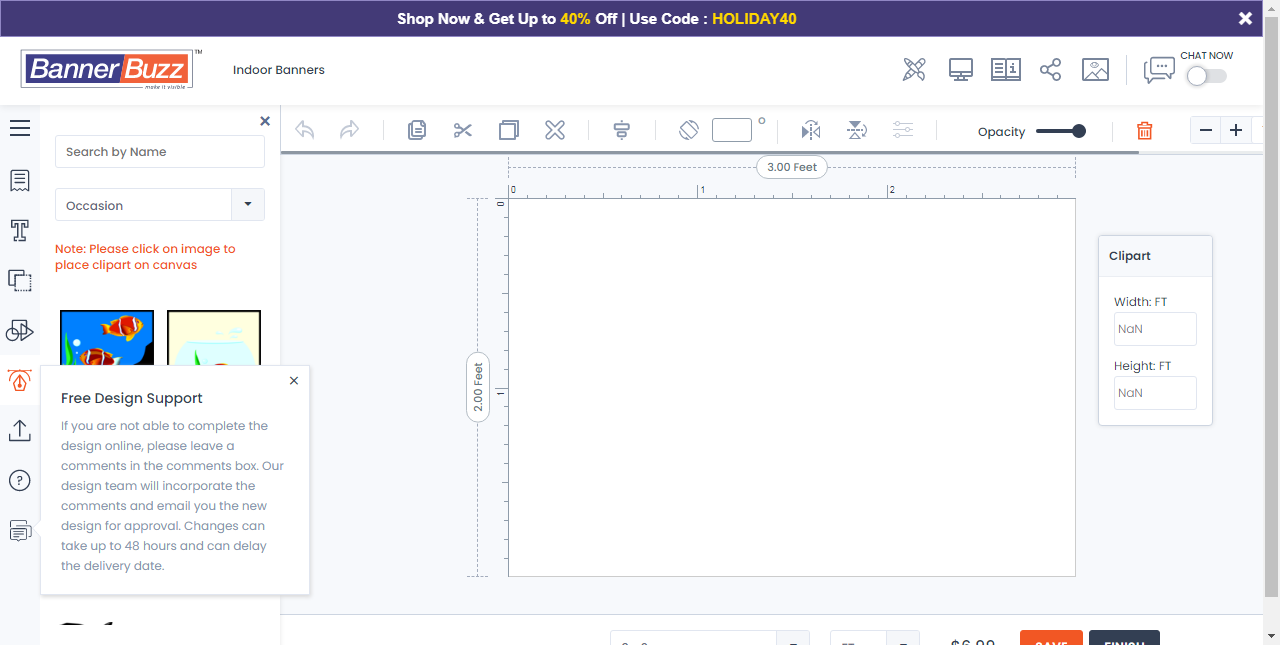 Shop Now & Get Up to 40% Off | Use Code : HOLIDAY40
BannerBuzz™
make it visible
Indoor Banners
CHAT NOW
Search by Name
Occasion
Note: Please click on image to
place clipart on canvas
Opacity
3.00 Feet
0
1
2
0
2.00 Feet
1
Clipart
Width: FT
NaN
Height: FT
NaN
Free Design Support
If you are not able to complete the
design online, please leave a
comments in the comments box. Our
design team will incorporate the
comments and email you the new
design for approval. Changes can
take up to 48 hours and can delay
the delivery date.
$6.99
SAVE
FINISH